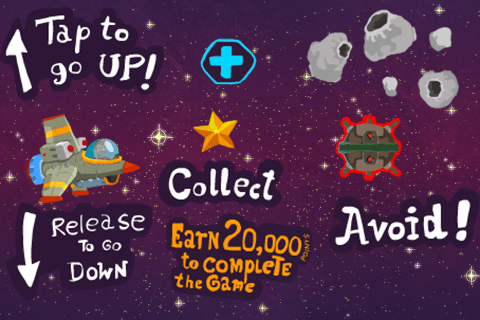 Tap to
go UP!
Collect
RELEASE
TO GO
DOWN
EARN 20,000
POINTS
to COMPLETE
the GAME
Avoid!